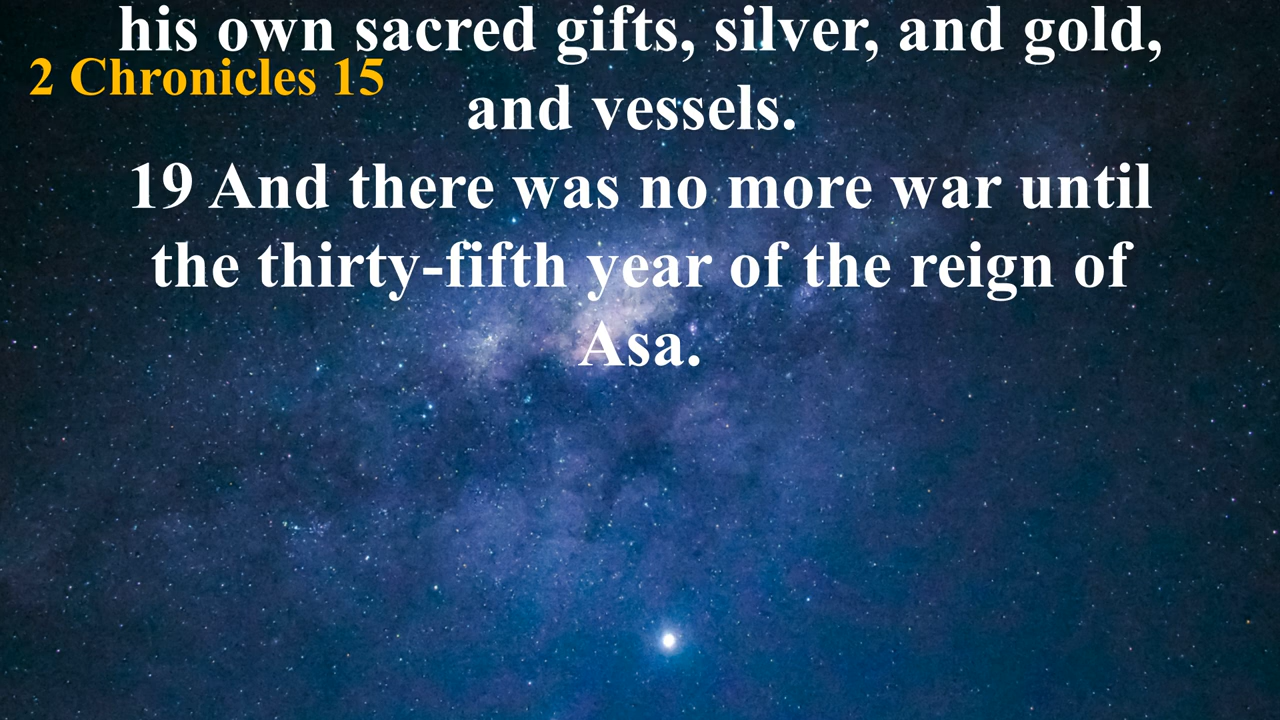 his own sacred gifts, silver, and gold,
2 Chronicles 15
and vessels.
19 And there was no more war until
the thirty-fifth year of the reign of
Asa.